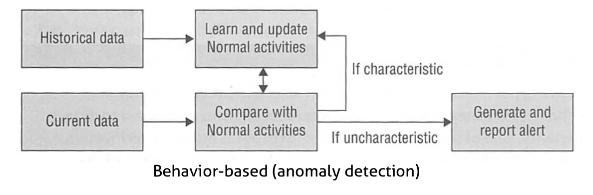 Historical data
Learn and update
Normal activities
If characteristic
Current data
Compare with
Normal activities
If uncharacteristic
Generate and
report alert
Behavior-based (anomaly detection)